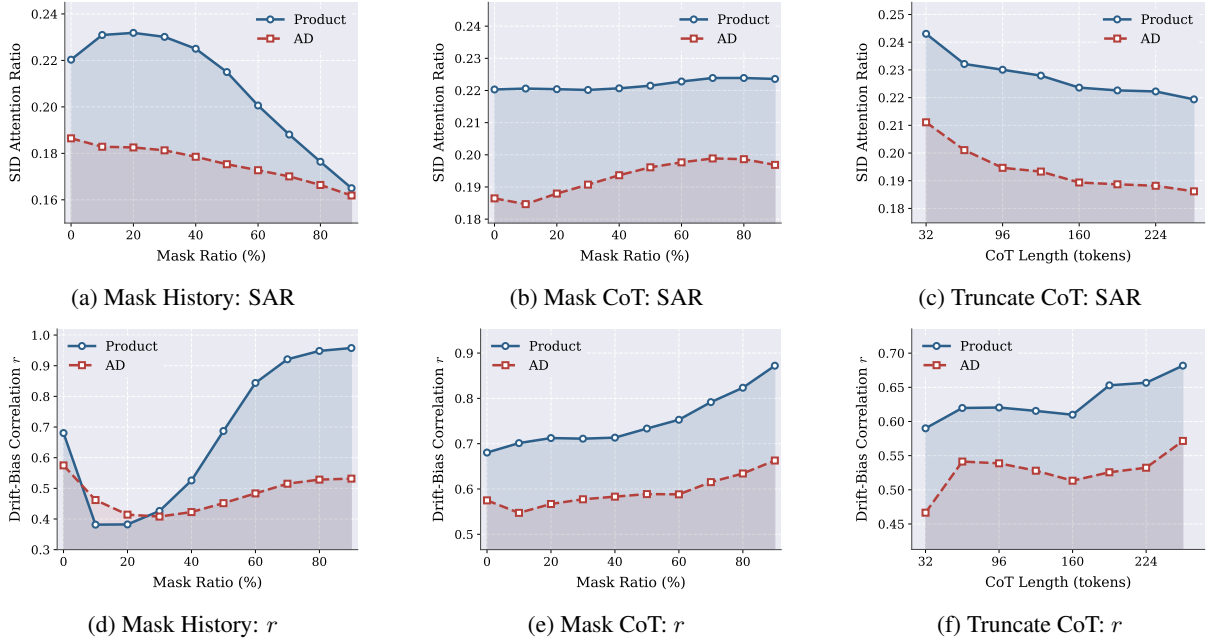 0.24
0.22
0.20
0.18
0.16
SID Attention Ratio
Product
AD
0 20 40 60 80
Mask Ratio (%)
(a) Mask History: SAR
0.24
0.23
0.22
0.21
0.20
0.19
0.18
SID Attention Ratio
Product
AD
0 20 40 60 80
Mask Ratio (%)
(b) Mask CoT: SAR
0.25
0.24
0.23
0.22
0.21
0.20
0.19
0.18
SID Attention Ratio
Product
AD
32 96 160 224
CoT Length (tokens)
(c) Truncate CoT: SAR
1.0
0.9
0.8
0.7
0.6
0.5
0.4
0.3
Drift-Bias Correlation r
Product
AD
0 20 40 60 80
Mask Ratio (%)
(d) Mask History: r
0.9
0.8
0.7
0.6
0.5
Drift-Bias Correlation r
Product
AD
0 20 40 60 80
Mask Ratio (%)
(e) Mask CoT: r
0.70
0.65
0.60
0.55
0.50
0.45
Drift-Bias Correlation r
Product
AD
32 96 160 224
CoT Length (tokens)
(f) Truncate CoT: r